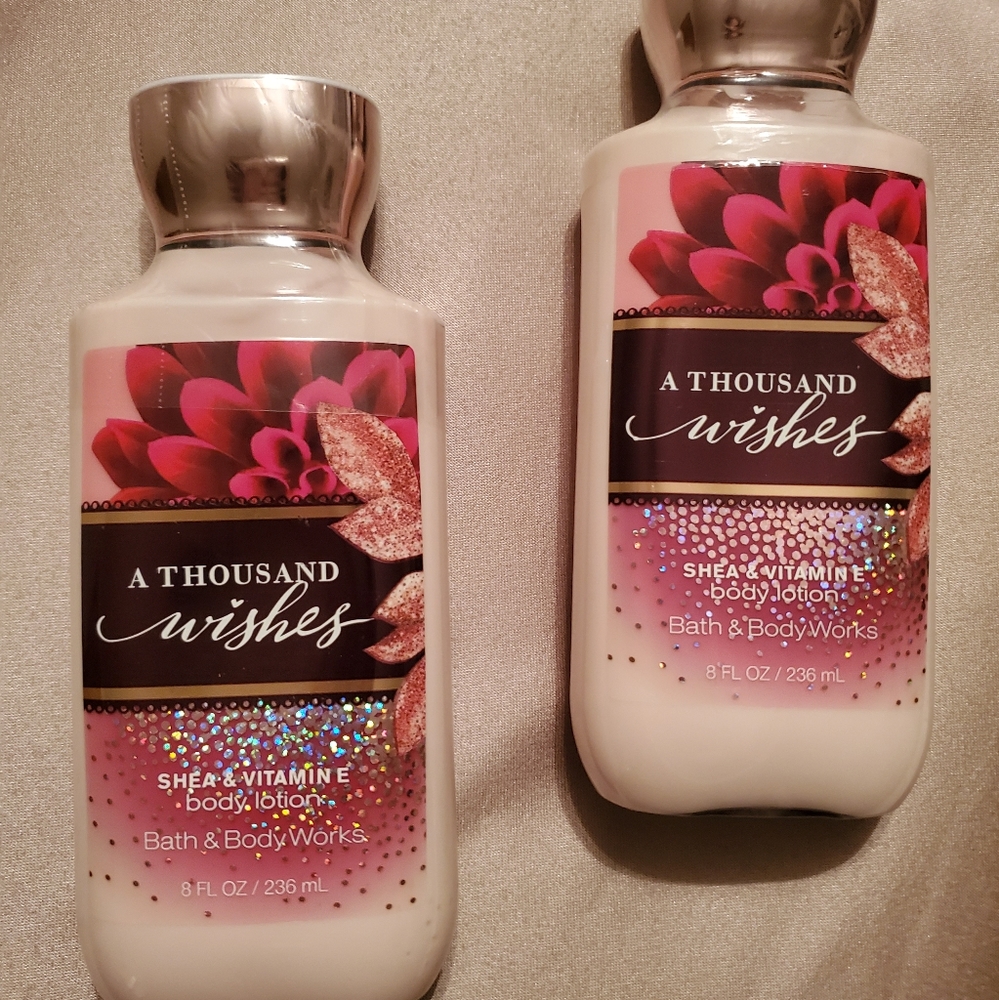 A THOUSAND
wishes
SHEA & VITAMIN E
body lotion
Bath & Body Works
8 FL OZ / 236 mL
A THOUSAND
wishes
SHEA & VITAMIN E
body lotion
Bath & Body Works
8 FL OZ / 236 mL